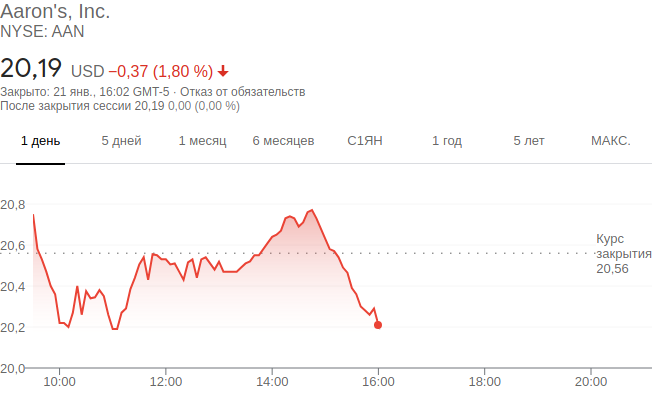 Aaron's, Inc.
NYSE: AAN
20,19 USD −0,37 (1,80 %)
Закрыто: 21 янв., 16:02 GMT-5 · Отказ от обязательств
После закрытия сессии 20,19 0,00 (0,00 %)
1 день 5 дней 1 месяц 6 месяцев С1ЯН 1 год 5 лет МАКС.
20,8
20,6
20,4
20,2
20,0
Курс
закрытия
20,56
10:00 12:00 14:00 16:00 18:00 20:00